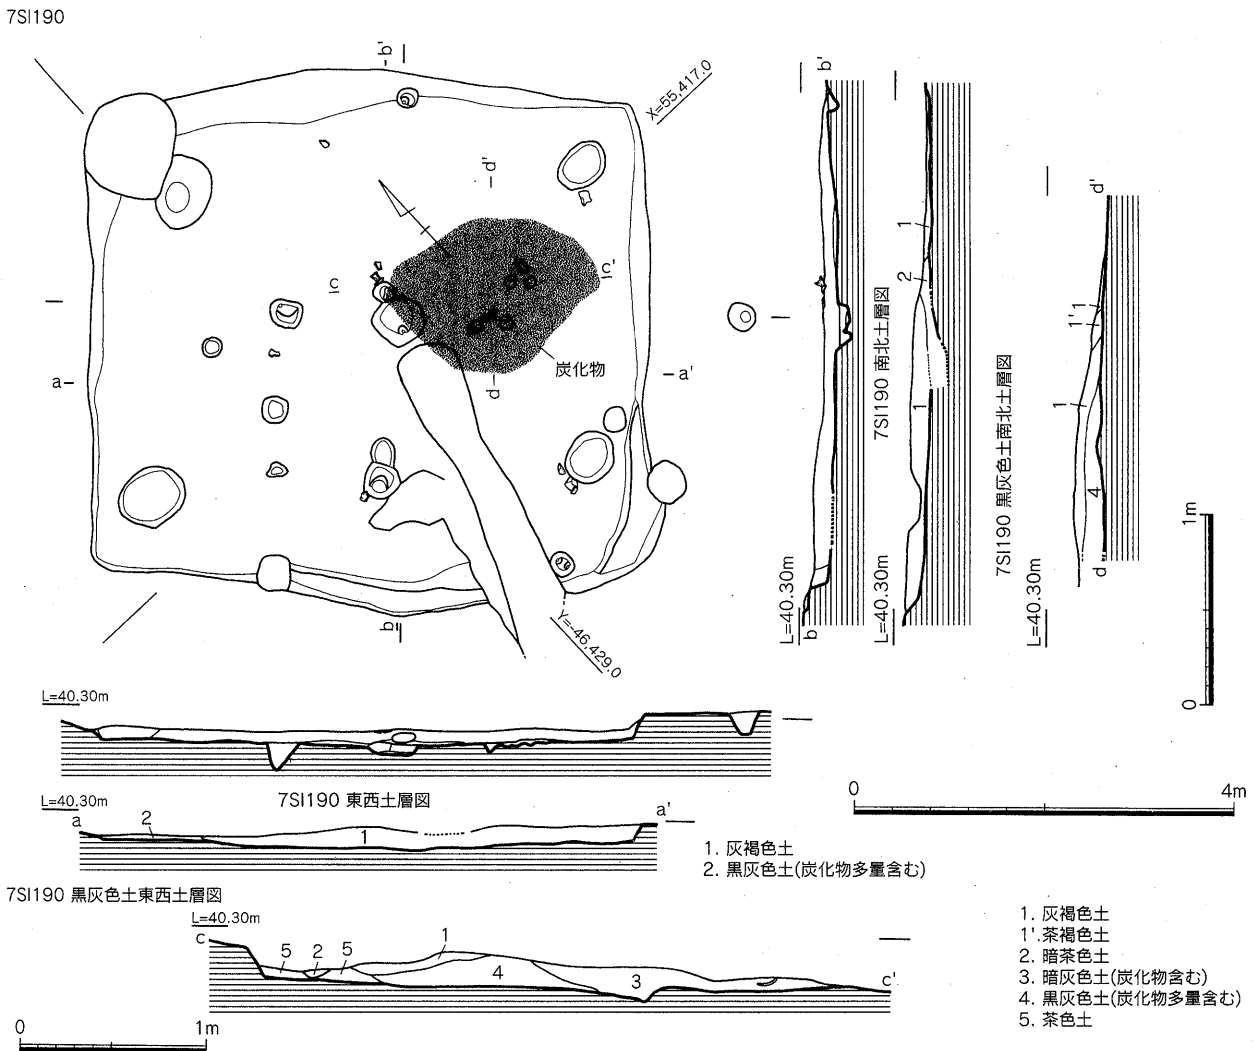 7SI190
b'
X=55,417.0
d'
c
c'
炭化物
a
a'
d
b
Y=-46,429.0
b'
7SI190 南北土層図
1
2
1
L=40.30m
b
L=40.30m
d'
7SI190 黒灰色土南北土層図
1
1'
1
4
d
L=40.30m
1m
0
L=40.30m
7SI190 東西土層図
L=40.30m
a
2
1
a'
0
4m
1. 灰褐色土
2. 黒灰色土(炭化物多量含む)
7SI190 黒灰色土東西土層図
L=40.30m
c
5
2
5
1
4
3
c'
1. 灰褐色土
1'.茶褐色土
2. 暗茶色土
3. 暗灰色土(炭化物含む)
4. 黒灰色土(炭化物多量含む)
5. 茶色土
0
1m